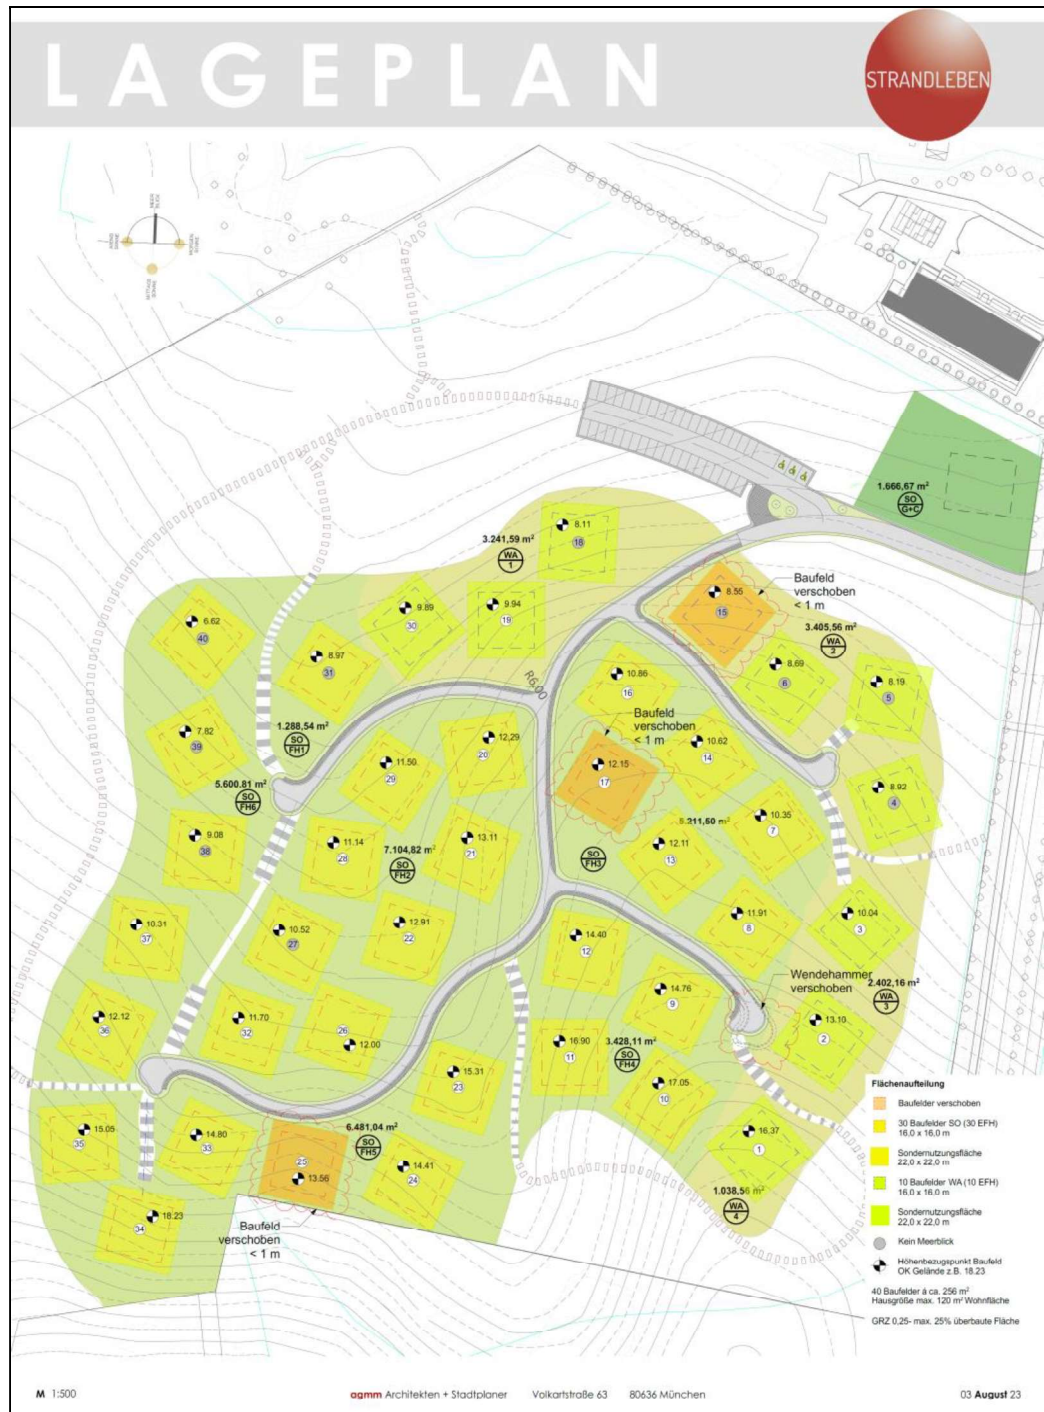 LAGEPLAN
STRANDLEBEN
MEER
BLICK
ABEND
SONNE
MORGEN
SONNE
MITTAG
SONNE
1.666,67 m²
SO
G+C
8.11
18
3.241,59 m²
WA
1
9.94
19
9.89
30
Baufeld
verschoben
< 1 m
8.55
15
3.405,56 m²
WA
2
6.62
40
8.97
31
8.69
6
8.19
5
R6.00
10.86
16
Baufeld
verschoben
< 1 m
7.82
39
1.288,54 m²
SO
FH1
12.29
20
10.62
14
11.50
29
12.15
17
5.600.81 m²
SO
FH6
8.92
4
9.08
38
11.14
28
7.104,82 m²
SO
FH2
13.11
21
5.211,60 m²
SO
FH3
12.11
13
10.35
7
10.31
37
10.52
27
12.91
22
14.40
12
11.91
8
10.04
3
Wendehammer
verschoben
2.402,16 m²
WA
3
14.76
9
12.12
36
11.70
32
26
12.00
16.90
11
3.428,11 m²
SO
FH4
13.10
2
15.31
23
17.05
10
15.05
35
14.80
33
6.481,04 m²
SO
FH5
16.37
1
25
13.56
14.41
24
18.23
34
1.038,56 m²
WA
4
Baufeld
verschoben
< 1 m
Flächenaufteilung
Baufelder verschoben
30 Baufelder SO (30 EFH)
16,0 x 16,0 m
Sondernutzungsfläche
22,0 x 22,0 m
10 Baufelder WA (10 EFH)
16,0 x 16,0 m
Sondernutzungsfläche
22,0 x 22,0 m
Kein Meerblick
Höhenbezugspunkt Baufeld
OK Gelände z.B. 18.23
40 Baufelder á ca. 256 m²
Hausgröße max. 120 m² Wohnfläche
GRZ 0,25- max. 25% überbaute Fläche
M 1:500
agmm Architekten + Stadtplaner Volkartstraße 63 80636 München
03 August 23